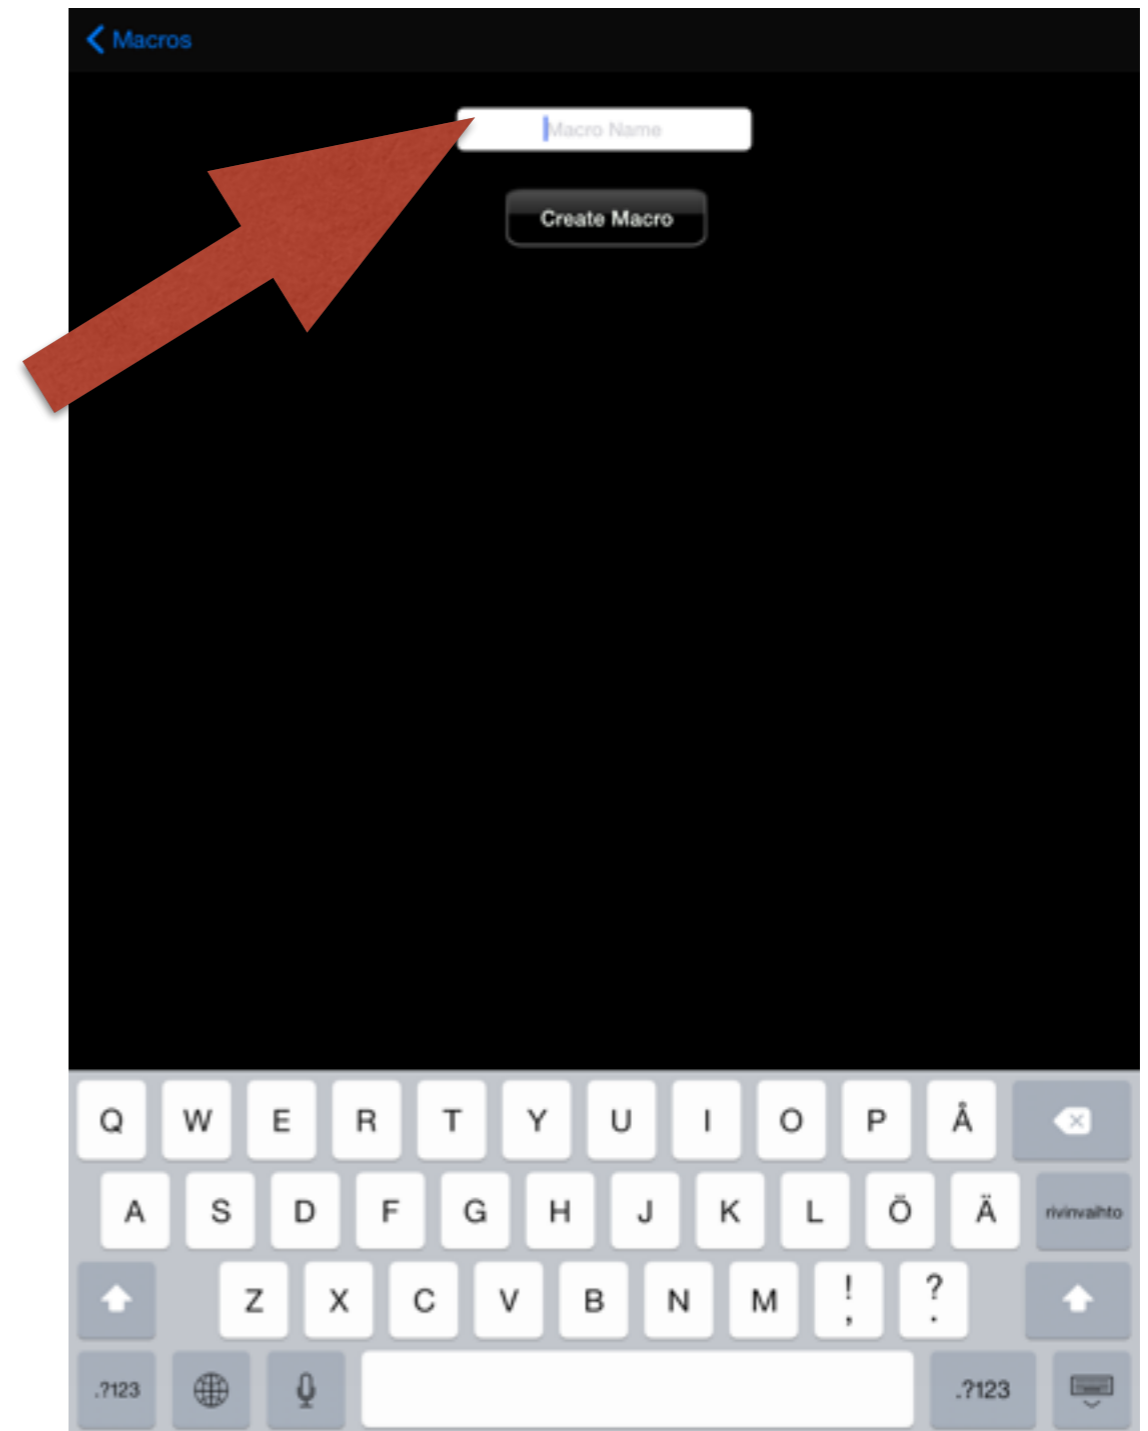 Macros
Macro Name
Create Macro
Q W E R T Y U I O P Å
A S D F G H J K L Ö Ä rivinvaihto
Z X C V B N M ! , ? .
.?123 .?123